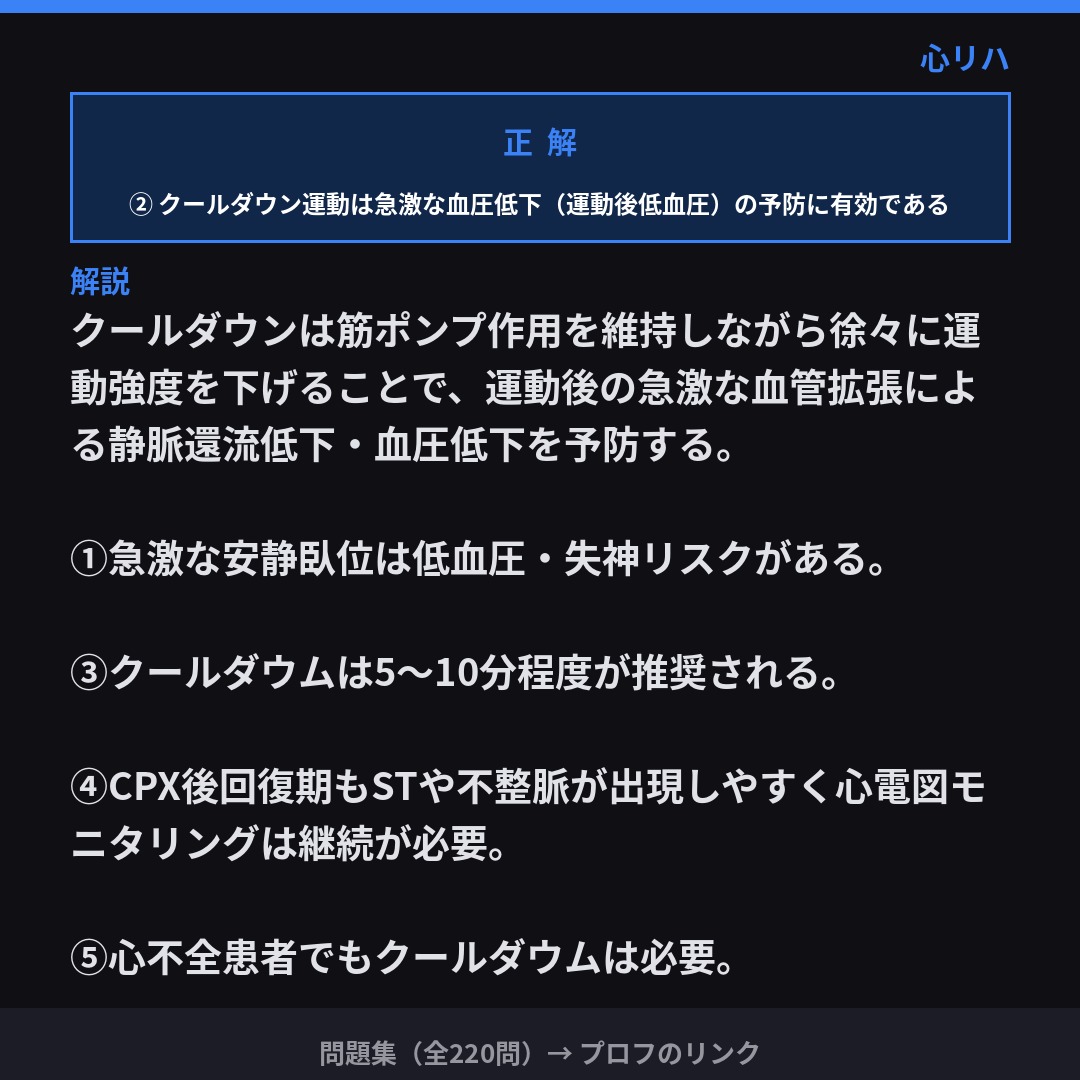 心リハ
正 解
② クールダウン運動は急激な血圧低下（運動後低血圧）の予防に有効である
解説
クールダウンは筋ポンプ作用を維持しながら徐々に運
動強度を下げることで、運動後の急激な血管拡張によ
る静脈還流低下・血圧低下を予防する。
①急激な安静臥位は低血圧・失神リスクがある。
③クールダウムは5〜10分程度が推奨される。
④CPX後回復期もSTや不整脈が出現しやすく心電図モ
ニタリングは継続が必要。
⑤心不全患者でもクールダウムは必要。
問題集（全220問）→ プロフのリンク